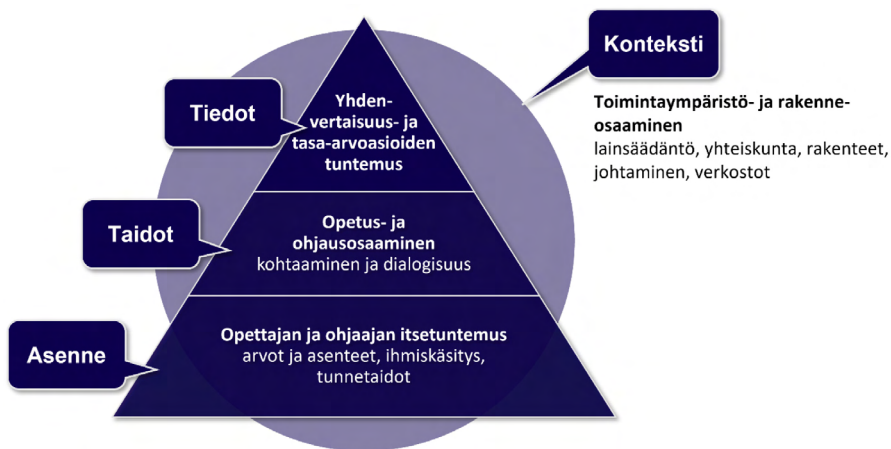 Konteksti
Toimintaympäristö- ja rakenne-
osaaminen
lainsäädäntö, yhteiskunta, rakenteet,
johtaminen, verkostot
Tiedot
Yhden-
vertaisuus- ja
tasa-arvoasioiden
tuntemus
Taidot
Opetus- ja
ohjausosaaminen
kohtaaminen ja dialogisuus
Asenne
Opettajan ja ohjaajan itsetuntemus
arvot ja asenteet, ihmiskäsitys,
tunnetaidot